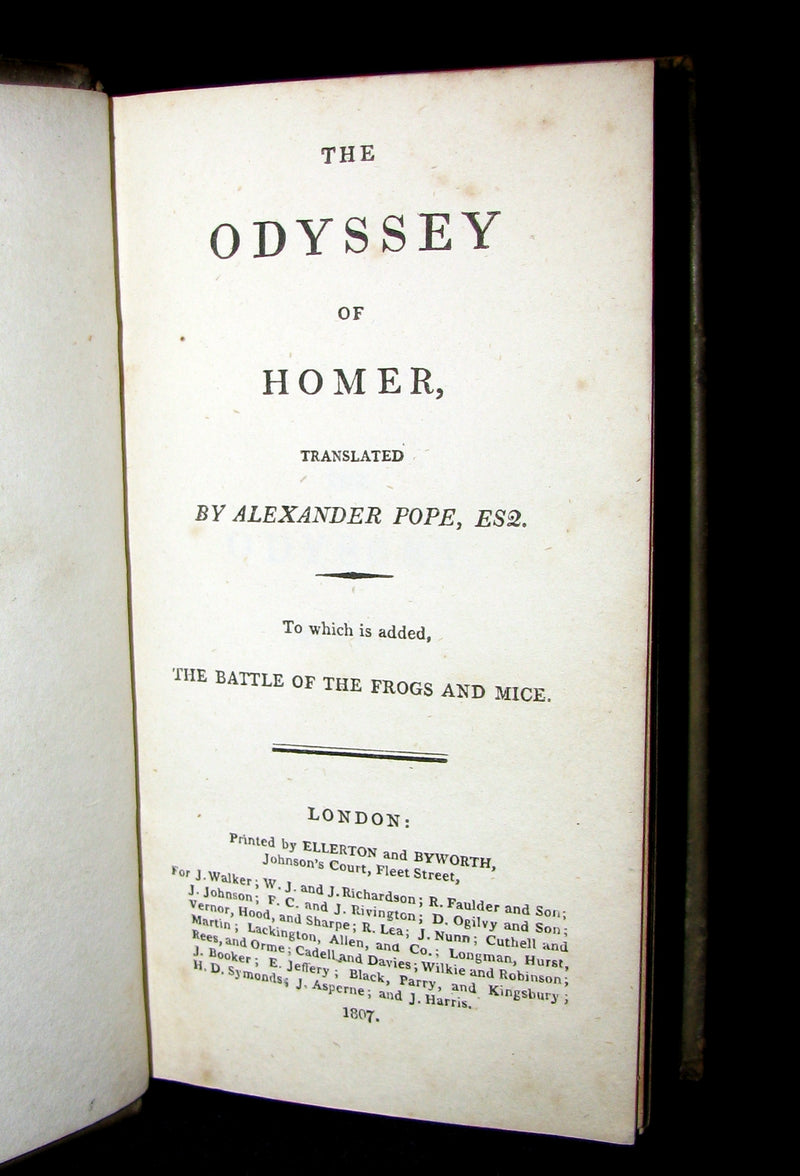 THE
ODYSSEY
OF
HOMER,
TRANSLATED
BY ALEXANDER POPE, ESQ.
To which is added,
THE BATTLE OF THE FROGS AND MICE.
LONDON:
Printed by ELLERTON and BYWORTH,
Johnson's Court, Fleet Street,
For J. Walker; W. J. and J. Richardson; R. Faulder and Son;
J. Johnson; F. C. and J. Rivington; D. Ogilvy and Son;
Vernor, Hood, and Sharpe; R. Lea; J. Nunn; Cuthell and
Martin; Lackington, Allen, and Co.; Longman, Hurst,
Rees, and Orme; Cadell and Davies; Wilkie and Robinson;
J. Booker; E. Jeffery; Black, Parry, and Kingsbury;
H. D. Symonds; J. Asperne; and J. Harris.
1807.